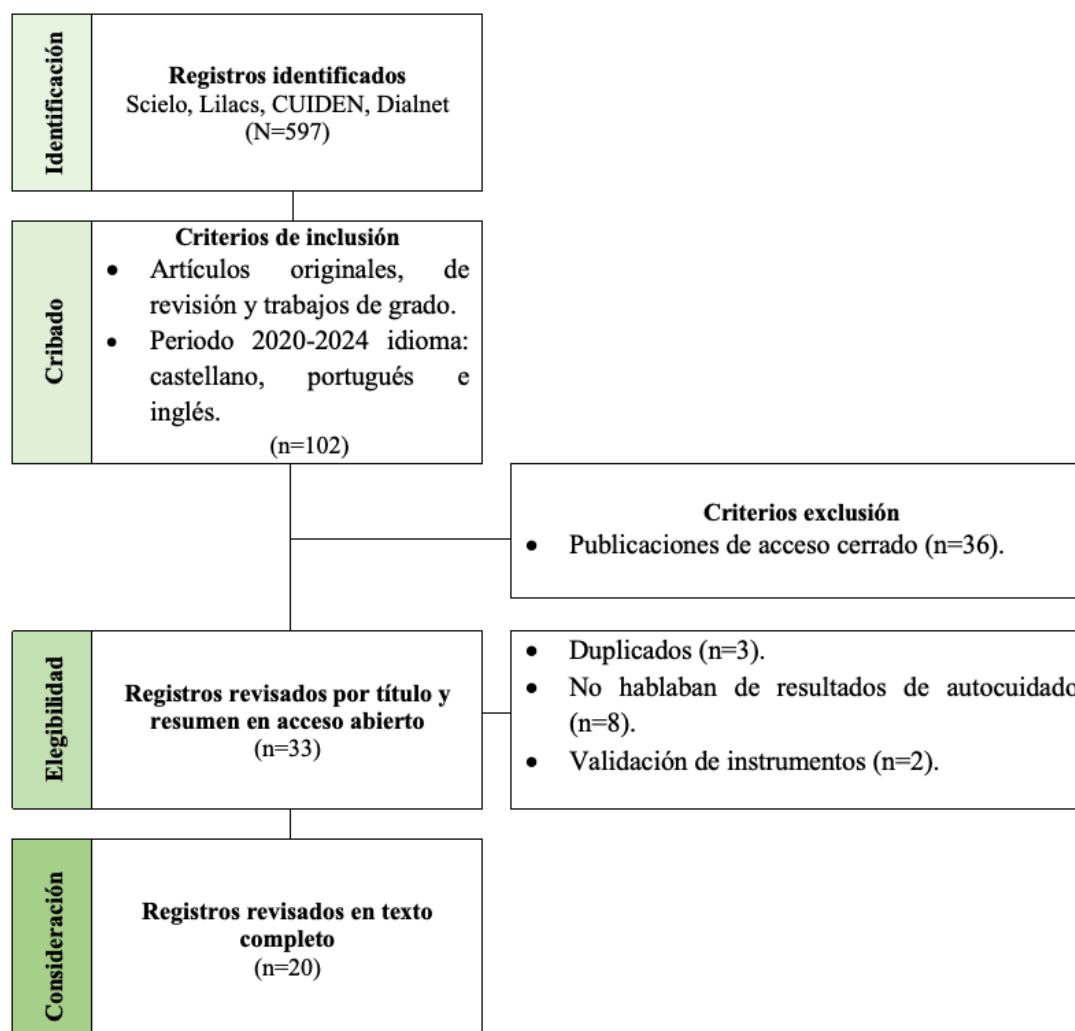 Identificación
Registros identificados
Scielo, Lilacs, CUIDEN, Dialnet
(N=597)
Cribado
Criterios de inclusión
• Artículos originales, de
revisión y trabajos de grado.
• Periodo 2020-2024 idioma:
castellano, portugués e
inglés.
(n=102)
Criterios exclusión
• Publicaciones de acceso cerrado (n=36).
Elegibilidad
Registros revisados por título y
resumen en acceso abierto
(n=33)
• Duplicados (n=3).
• No hablaban de resultados de autocuidado
(n=8).
• Validación de instrumentos (n=2).
Consideración
Registros revisados en texto
completo
(n=20)